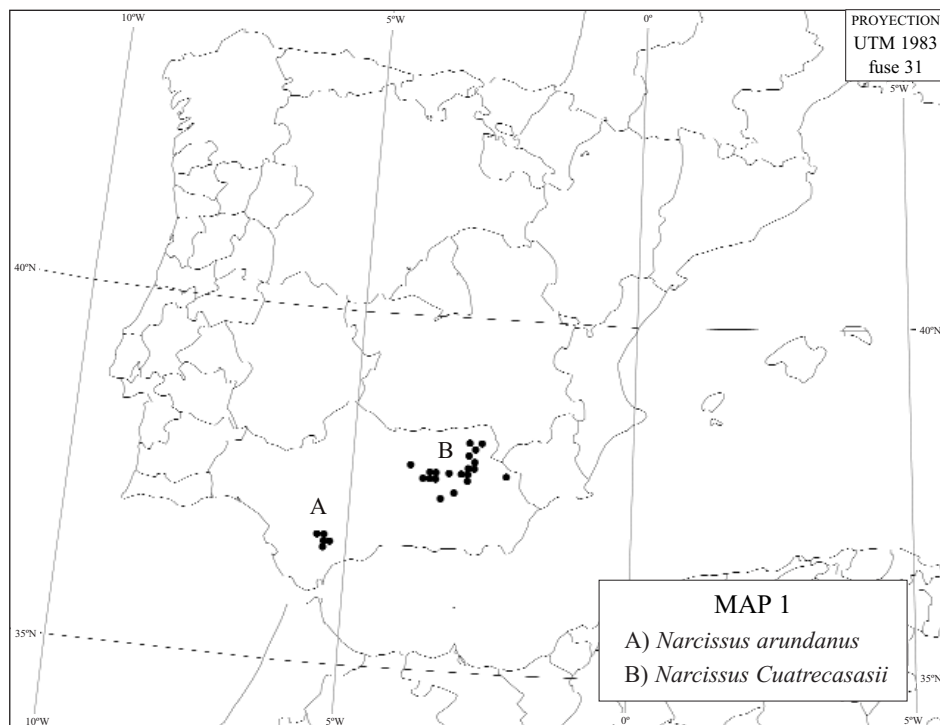 10ºW
5ºW
0º
PROYECTION
UTM 1983
fuse 31
5ºW
40ºN
40ºN
B
A
35ºN
35ºN
MAP 1
A) Narcissus arundanus
B) Narcissus Cuatrecasasii
10ºW
5ºW
0º
5ºW